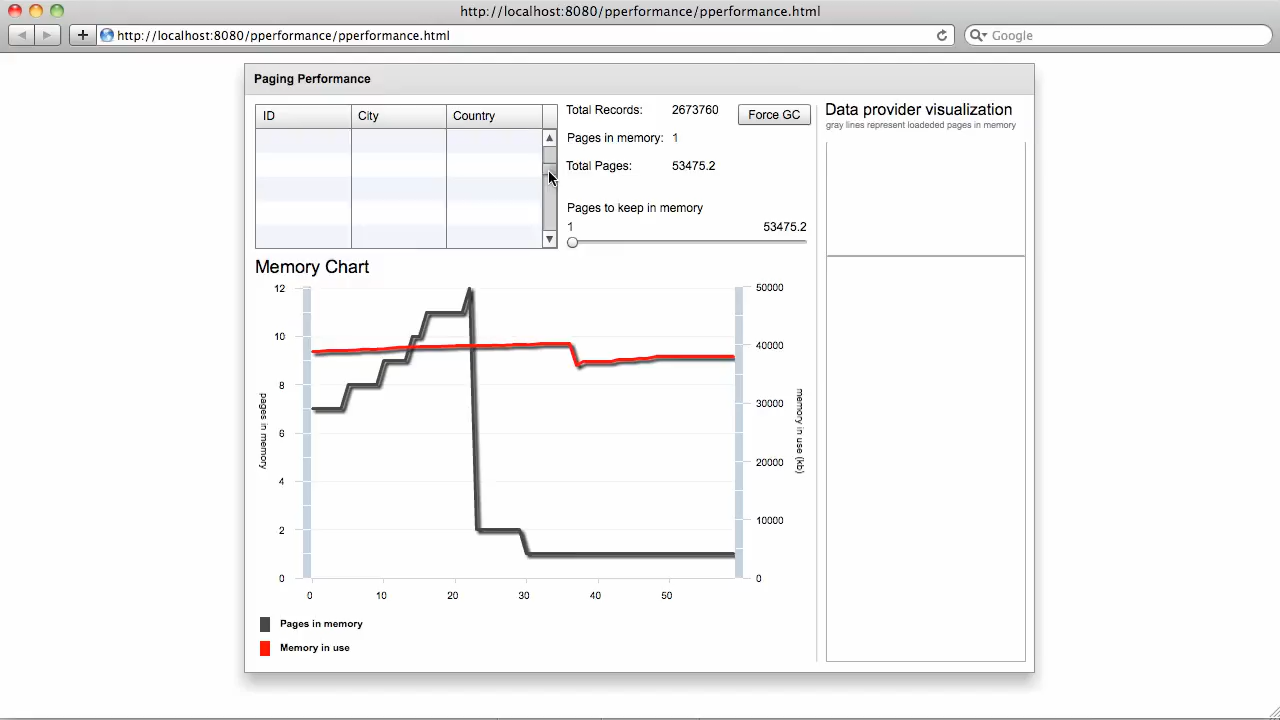 http://localhost:8080/pperformance/pperformance.html
http://localhost:8080/pperformance/pperformance.html
Google
Paging Performance
ID City Country
Total Records: 2673760
Force GC
Pages in memory: 1
Total Pages: 53475.2
Pages to keep in memory
1 53475.2
Data provider visualization
gray lines represent loadeded pages in memory
Memory Chart
12
10
8
6
4
2
0
pages in memory
50000
40000
30000
20000
10000
0
memory in use (kb)
0 10 20 30 40 50
Pages in memory
Memory in use